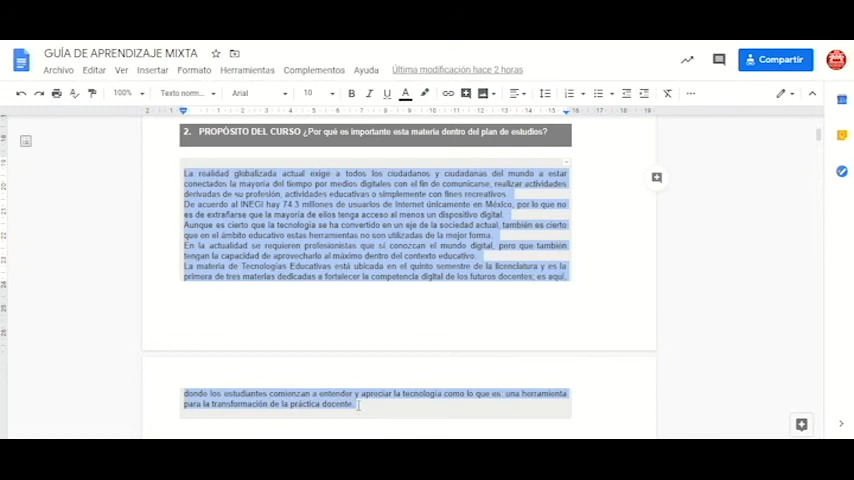 GUÍA DE APRENDIZAJE MIXTA
Archivo Editar Ver Insertar Formato Herramientas Complementos Ayuda Última modificación hace 2 horas
Compartir
100% Texto norm... Arial 10
2. PROPÓSITO DEL CURSO ¿Por qué es importante esta materia dentro del plan de estudios?
La realidad globalizada actual exige a todos los ciudadanos y ciudadanas del mundo a estar
conectados la mayoría del tiempo por medios digitales con el fin de comunicarse, realizar actividades
derivadas de su profesión, actividades educativas o simplemente con fines recreativos.
De acuerdo al INEGI hay 74.3 millones de usuarios de Internet únicamente en México, por lo que no
es de extrañarse que la mayoría de ellos tenga acceso al menos un dispositivo digital.
Aunque es cierto que la tecnología se ha convertido en un eje de la sociedad actual, también es cierto
que en el ámbito educativo estas herramientas no son utilizadas de la mejor forma.
En la actualidad se requieren profesionistas que sí conozcan el mundo digital, pero que también
tengan la capacidad de aprovecharlo al máximo dentro del contexto educativo.
La materia de Tecnologías Educativas está ubicada en el quinto semestre de la licenciatura y es la
primera de tres materias dedicadas a fortalecer la competencia digital de los futuros docentes; es aquí,
donde los estudiantes comienzan a entender y apreciar la tecnología como lo que es: una herramienta
para la transformación de la práctica docente.